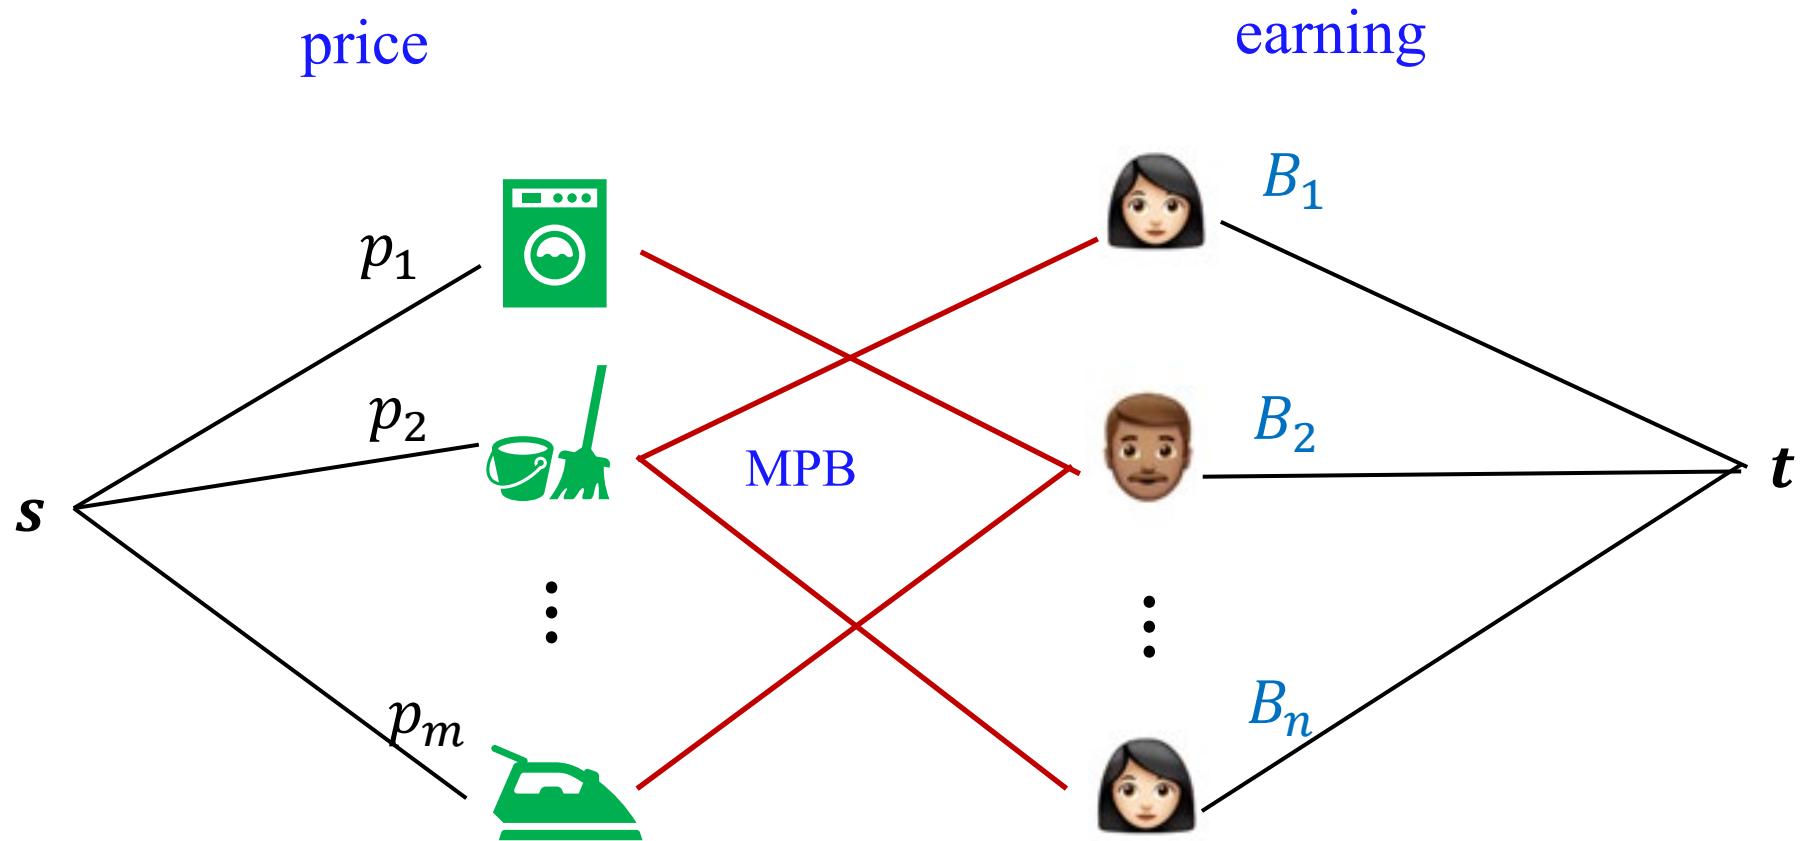 price
earning
p₁
B₁
p₂
B₂
MPB
s
t
⋮
⋮
pₘ
Bₙ